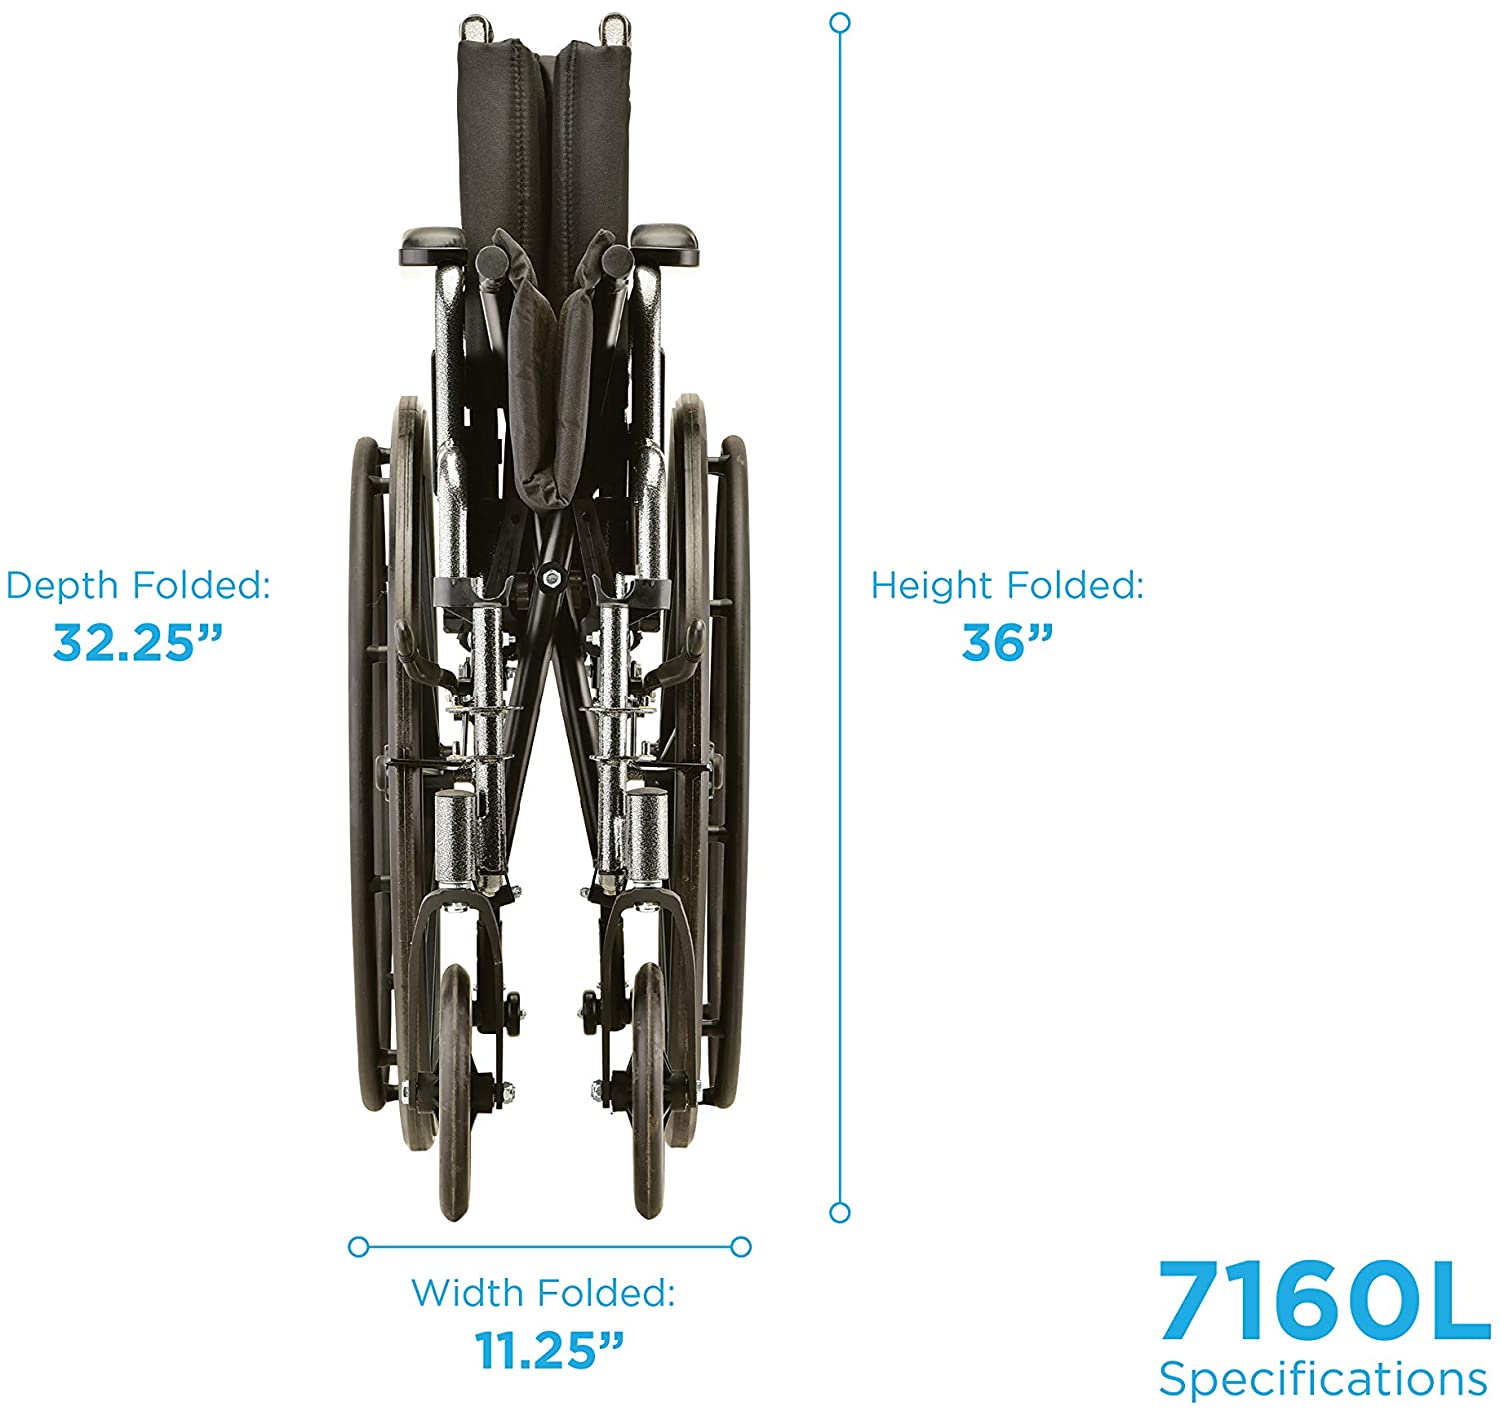 Depth Folded:
32.25”
Height Folded:
36”
Width Folded:
11.25”
7160L
Specifications